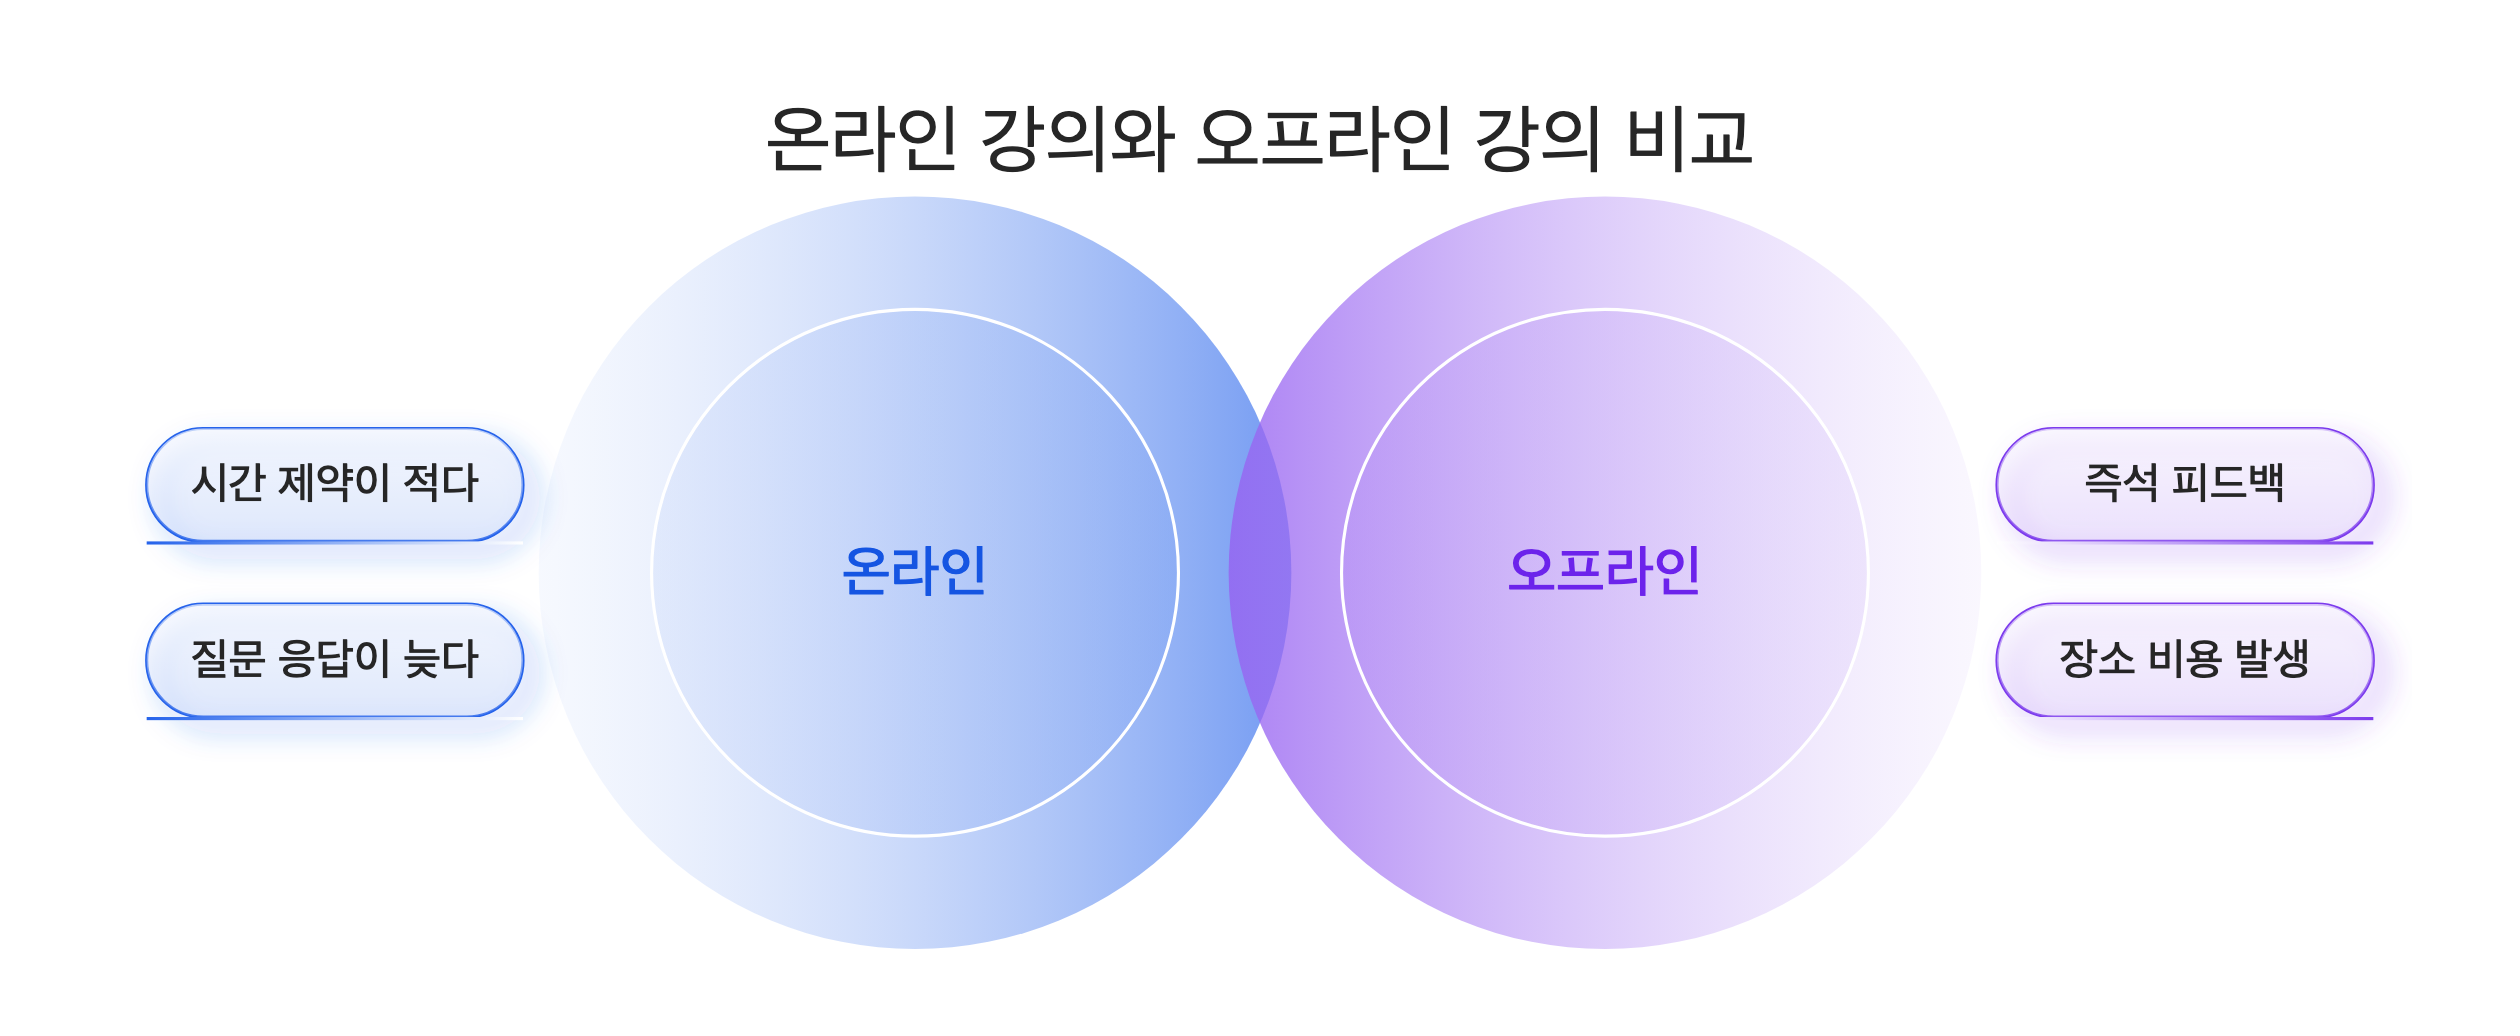 온라인 강의와 오프라인 강의 비교
시간 제약이 적다
질문 응답이 늦다
온라인
오프라인
즉석 피드백
장소 비용 발생